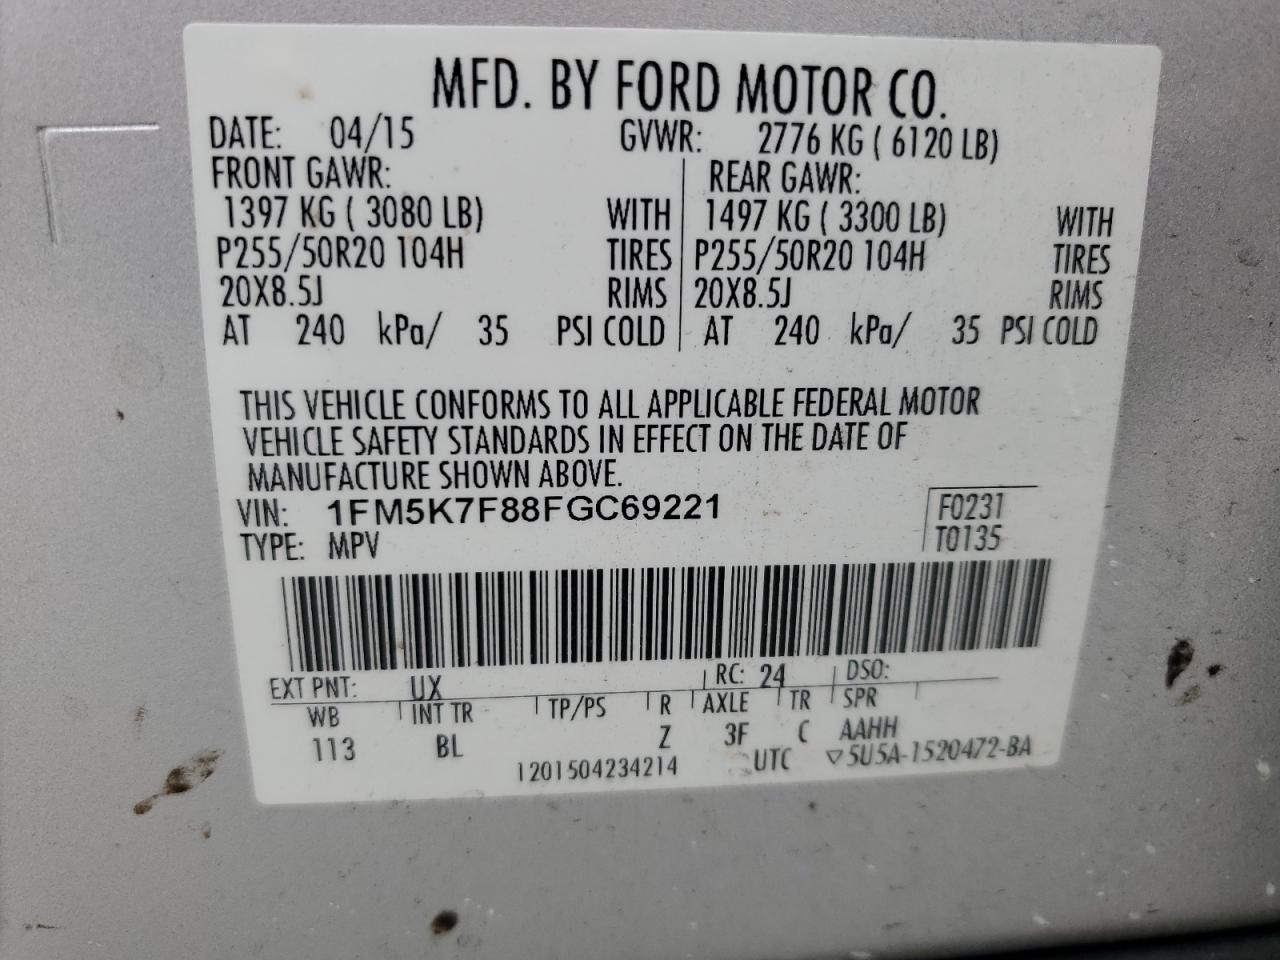 MFD. BY FORD MOTOR CO.
DATE: 04/15 GVWR: 2776 KG ( 6120 LB)
FRONT GAWR: REAR GAWR:
1397 KG ( 3080 LB) WITH 1497 KG ( 3300 LB) WITH
P255/50R20 104H TIRES P255/50R20 104H TIRES
20X8.5J RIMS 20X8.5J RIMS
AT 240 kPa/ 35 PSI COLD AT 240 kPa/ 35 PSI COLD
THIS VEHICLE CONFORMS TO ALL APPLICABLE FEDERAL MOTOR
VEHICLE SAFETY STANDARDS IN EFFECT ON THE DATE OF
MANUFACTURE SHOWN ABOVE.
VIN: 1FM5K7F88FGC69221 F0231
TYPE: MPV T0135
EXT PNT: UX RC: 24 DSO:
WB INT TR TP/PS R AXLE TR SPR
113 BL Z 3F C AAHH
1201504234214 UTC ▽5U5A-1520472-BA